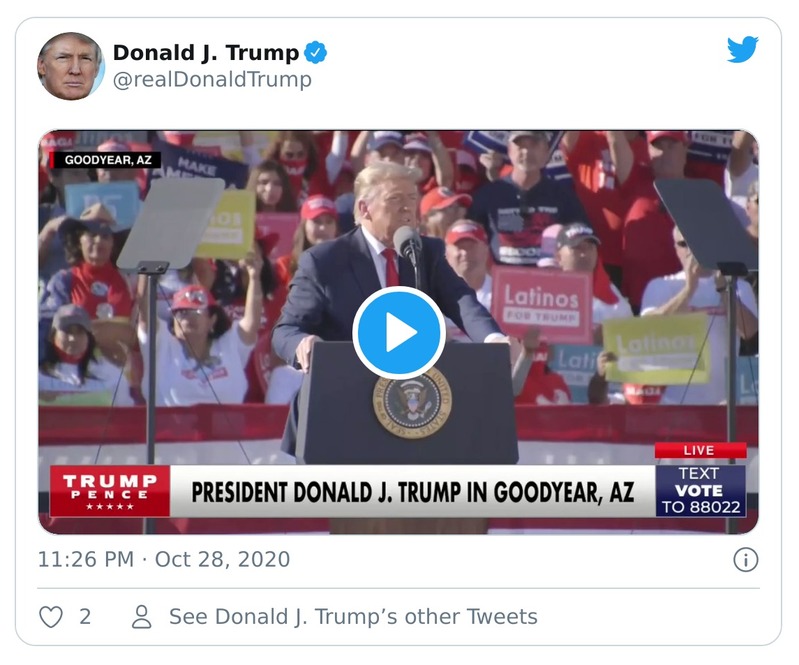 Donald J. Trump
@realDonaldTrump
GOODYEAR, AZ
MAKE
Latinos
FOR TRUMP
Latinos
TRUMP
PENCE
PRESIDENT DONALD J. TRUMP IN GOODYEAR, AZ
LIVE
TEXT
VOTE
TO 88022
11:26 PM · Oct 28, 2020
2
See Donald J. Trump’s other Tweets